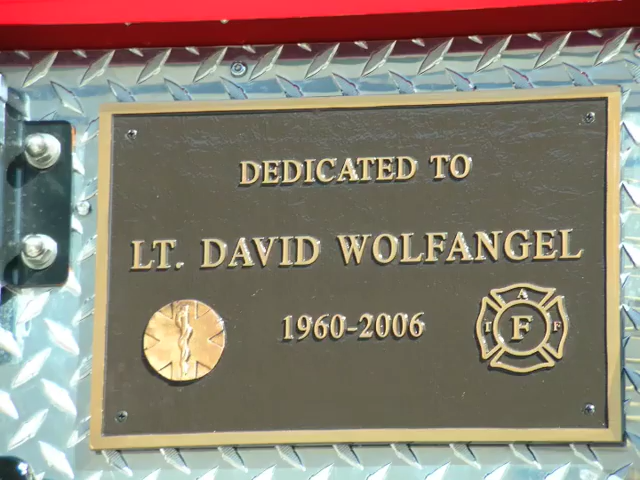 DEDICATED TO
LT. DAVID WOLFANGEL
1960-2006
A
I F F